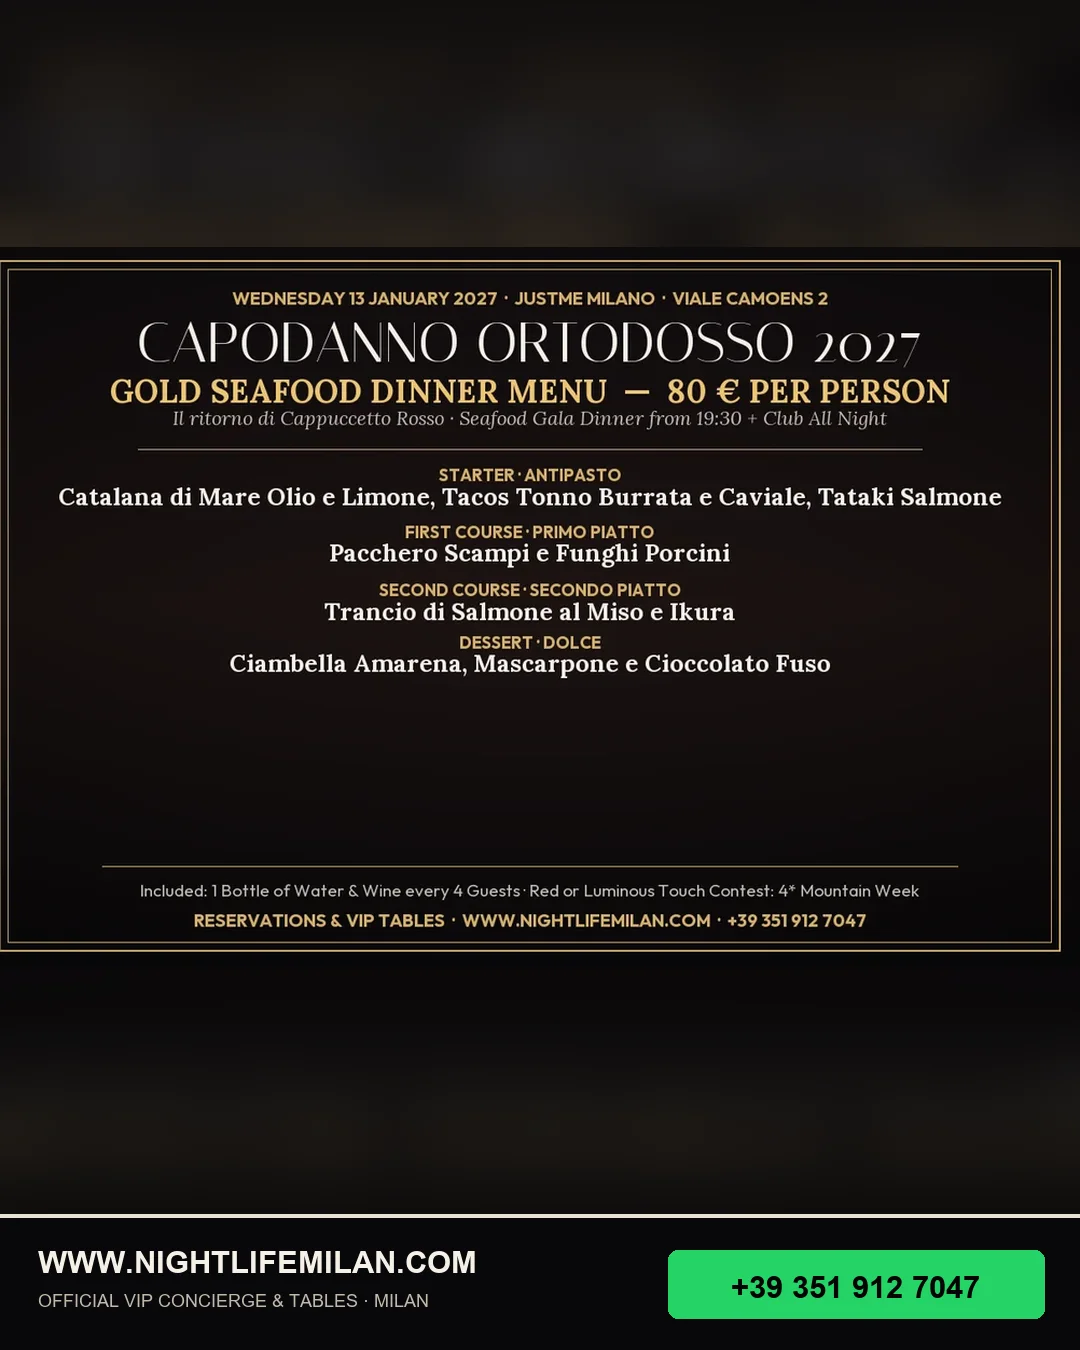 WEDNESDAY 13 JANUARY 2027 · JUSTME MILANO · VIALE CAMOENS 2
CAPODANNO ORTODOSSO 2027
GOLD SEAFOOD DINNER MENU — 80 € PER PERSON
Il ritorno di Cappuccetto Rosso · Seafood Gala Dinner from 19:30 + Club All Night
STARTER · ANTIPASTO
Catalana di Mare Olio e Limone, Tacos Tonno Burrata e Caviale, Tataki Salmone
FIRST COURSE · PRIMO PIATTO
Pacchero Scampi e Funghi Porcini
SECOND COURSE · SECONDO PIATTO
Trancio di Salmone al Miso e Ikura
DESSERT · DOLCE
Ciambella Amarena, Mascarpone e Cioccolato Fuso
Included: 1 Bottle of Water & Wine every 4 Guests · Red or Luminous Touch Contest: 4* Mountain Week
RESERVATIONS & VIP TABLES · WWW.NIGHTLIFEMILAN.COM · +39 351 912 7047
WWW.NIGHTLIFEMILAN.COM
OFFICIAL VIP CONCIERGE & TABLES · MILAN
+39 351 912 7047